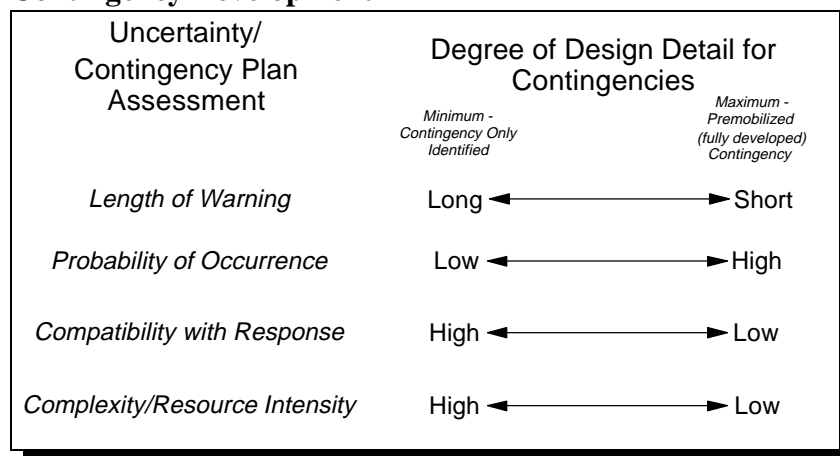 Uncertainty/
Contingency Plan
Assessment
Degree of Design Detail for
Contingencies
Minimum -
Contingency Only
Identified
Maximum -
Premobilized
(fully developed)
Contingency
Length of Warning Long Short
Probability of Occurrence Low High
Compatibility with Response High Low
Complexity/Resource Intensity High Low